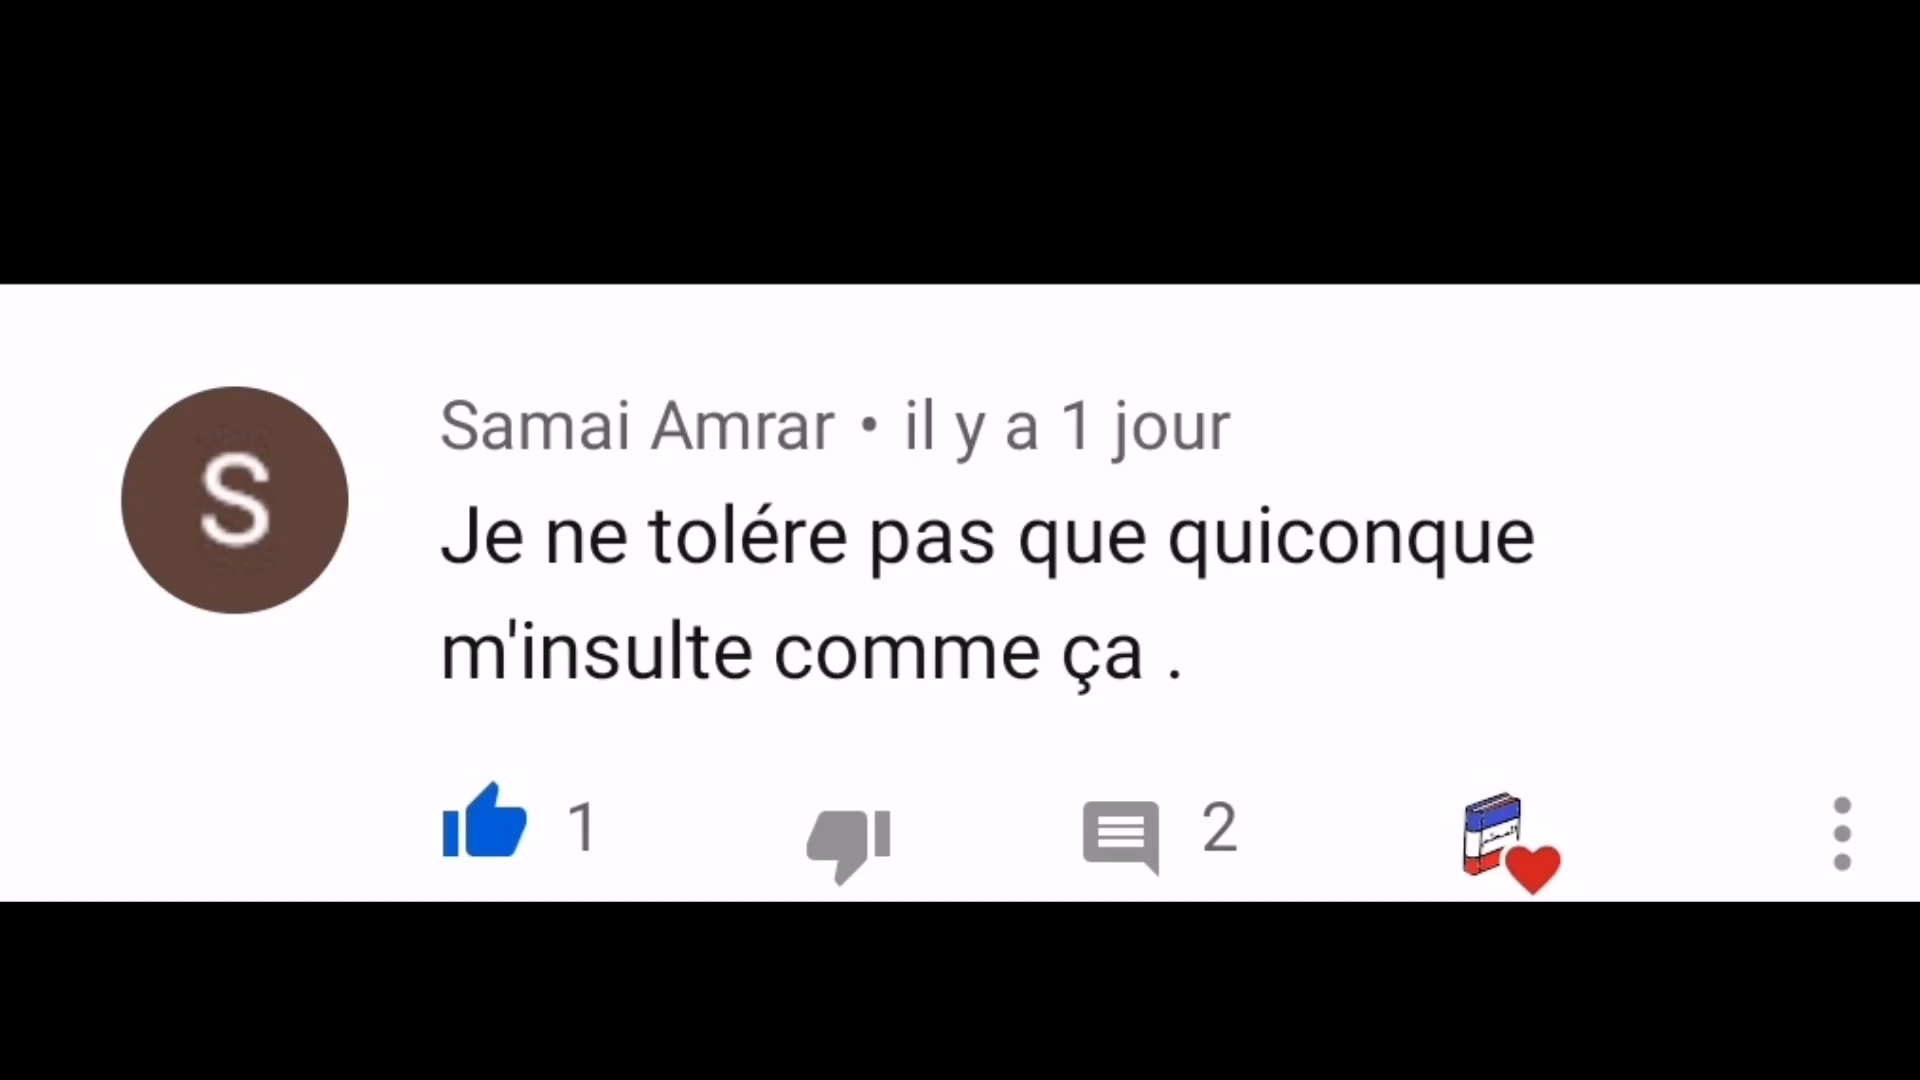 S
Samai Amrar • il y a 1 jour
Je ne tolére pas que quiconque
m'insulte comme ça .
1
2